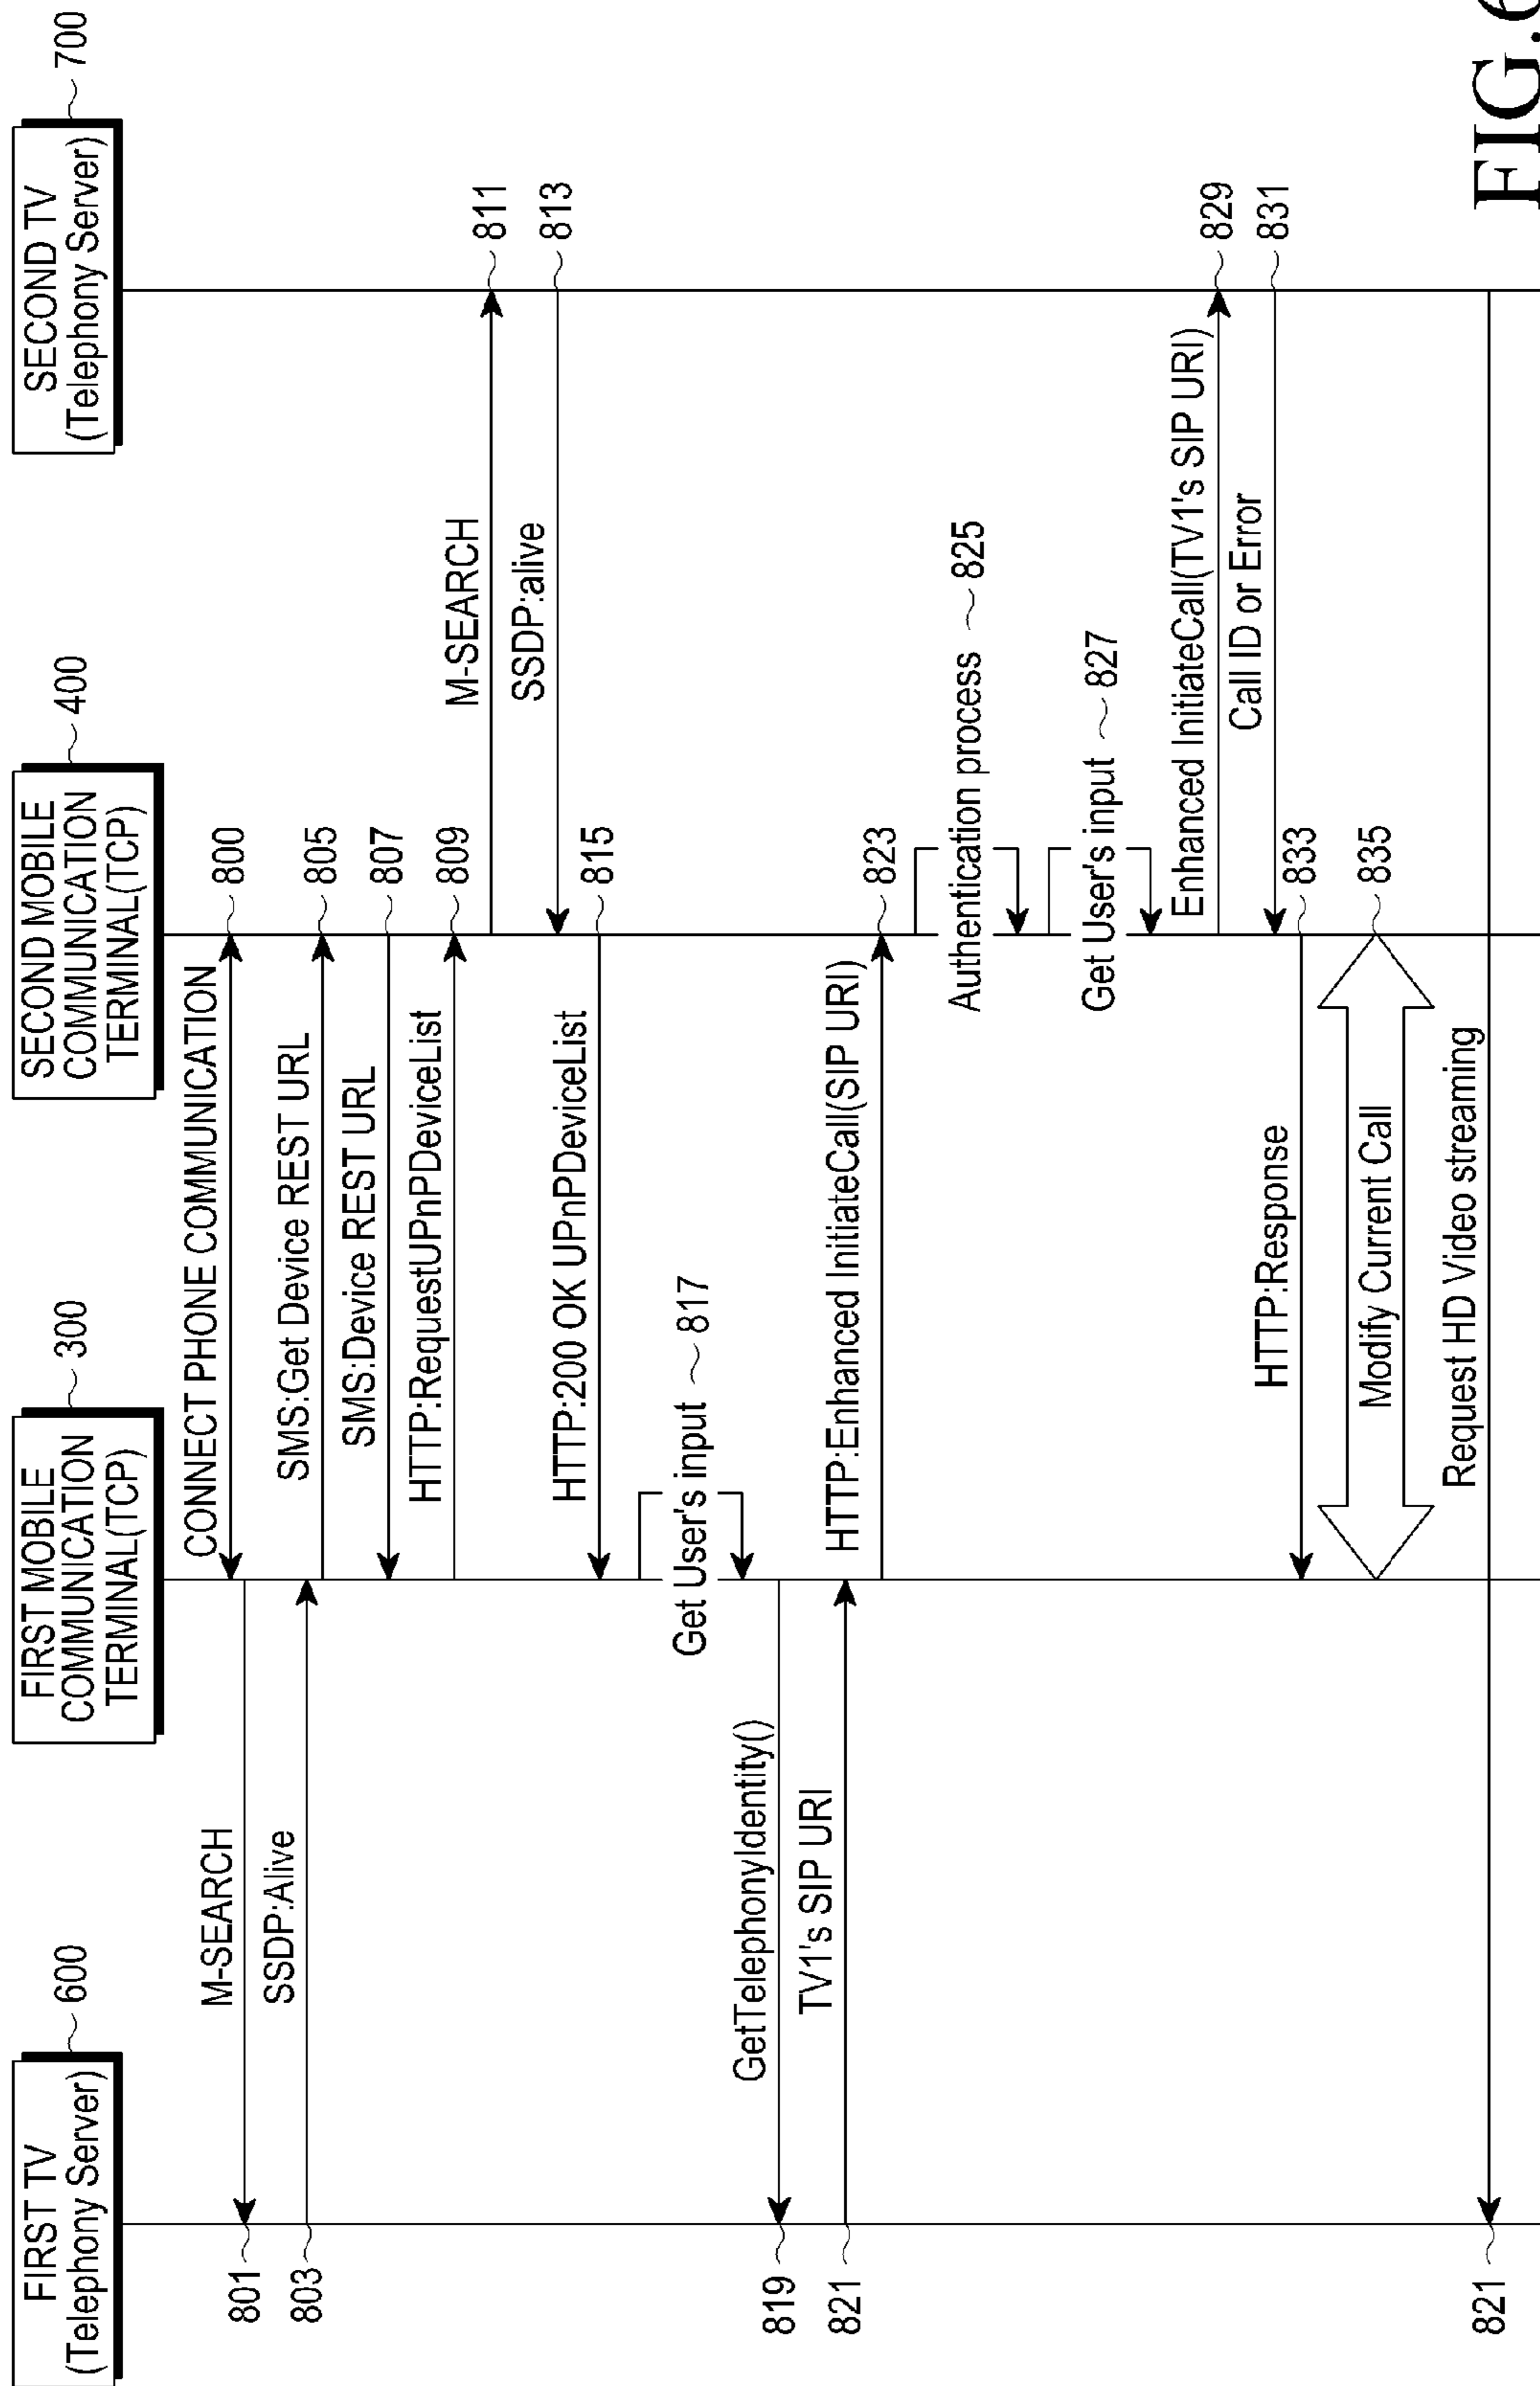 FIRST TV
(Telephony Server)
600
FIRST MOBILE
COMMUNICATION
TERMINAL(TCP)
300
SECOND MOBILE
COMMUNICATION
TERMINAL(TCP)
400
SECOND TV
(Telephony Server)
700
CONNECT PHONE COMMUNICATION
800
M-SEARCH
801
SSDP:Alive
803
SMS:Get Device REST URL
805
SMS:Device REST URL
807
HTTP:RequestUPnPDeviceList
809
M-SEARCH
811
SSDP:alive
813
HTTP:200 OK UPnPDeviceList
815
Get User's input
817
GetTelephonyIdentity()
819
TV1's SIP URI
821
HTTP:Enhanced InitiateCall(SIP URI)
823
Authentication process
825
Get User's input
827
Enhanced InitiateCall(TV1's SIP URI)
829
Call ID or Error
831
HTTP:Response
833
Modify Current Call
835
Request HD Video streaming
821
FIG.6